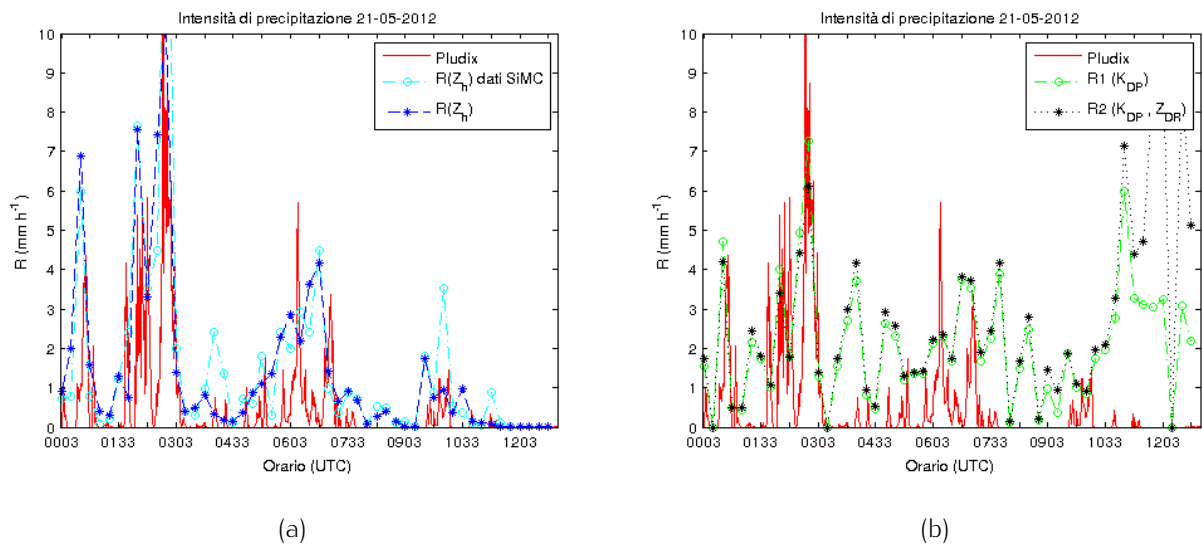 Intensità di precipitazione 21-05-2012
10
9
8
7
6
5
4
3
2
1
0
R (mm h⁻¹)
Pludix
R(Z_h) dati SiMC
R(Z_h)
0003 0133 0303 0433 0603 0733 0903 1033 1203
Orario (UTC)
(a)
Intensità di precipitazione 21-05-2012
10
9
8
7
6
5
4
3
2
1
0
R (mm h⁻¹)
Pludix
R1 (K_DP)
R2 (K_DP , Z_DR)
0003 0133 0303 0433 0603 0733 0903 1033 1203
Orario (UTC)
(b)